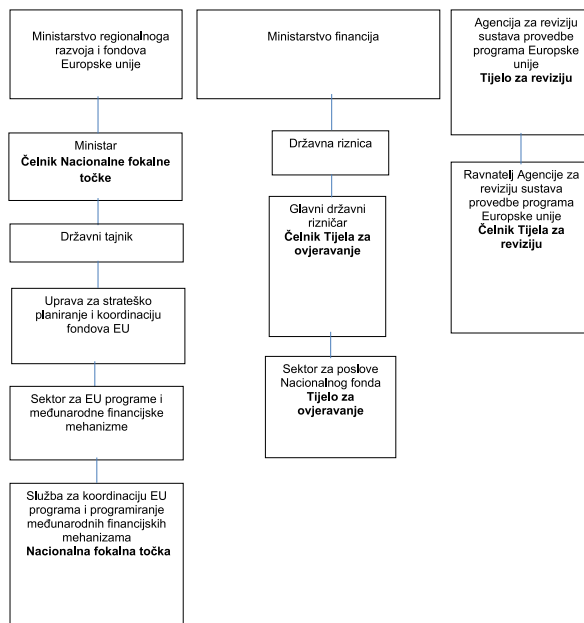 Ministarstvo regionalnoga
razvoja i fondova
Europske unije
Ministar
Čelnik Nacionalne fokalne
točke
Državni tajnik
Uprava za strateško
planiranje i koordinaciju
fondova EU
Sektor za EU programe i
međunarodne financijske
mehanizme
Služba za koordinaciju EU
programa i programiranje
međunarodnih financijskih
mehanizama
Nacionalna fokalna točka
Ministarstvo financija
Državna riznica
Glavni državni
rizničar
Čelnik Tijela za
ovjeravanje
Sektor za poslove
Nacionalnog fonda
Tijelo za
ovjeravanje
Agencija za reviziju
sustava provedbe
programa Europske
unije
Tijelo za reviziju
Ravnatelj Agencije za
reviziju sustava
provedbe programa
Europske unije
Čelnik Tijela za
reviziju